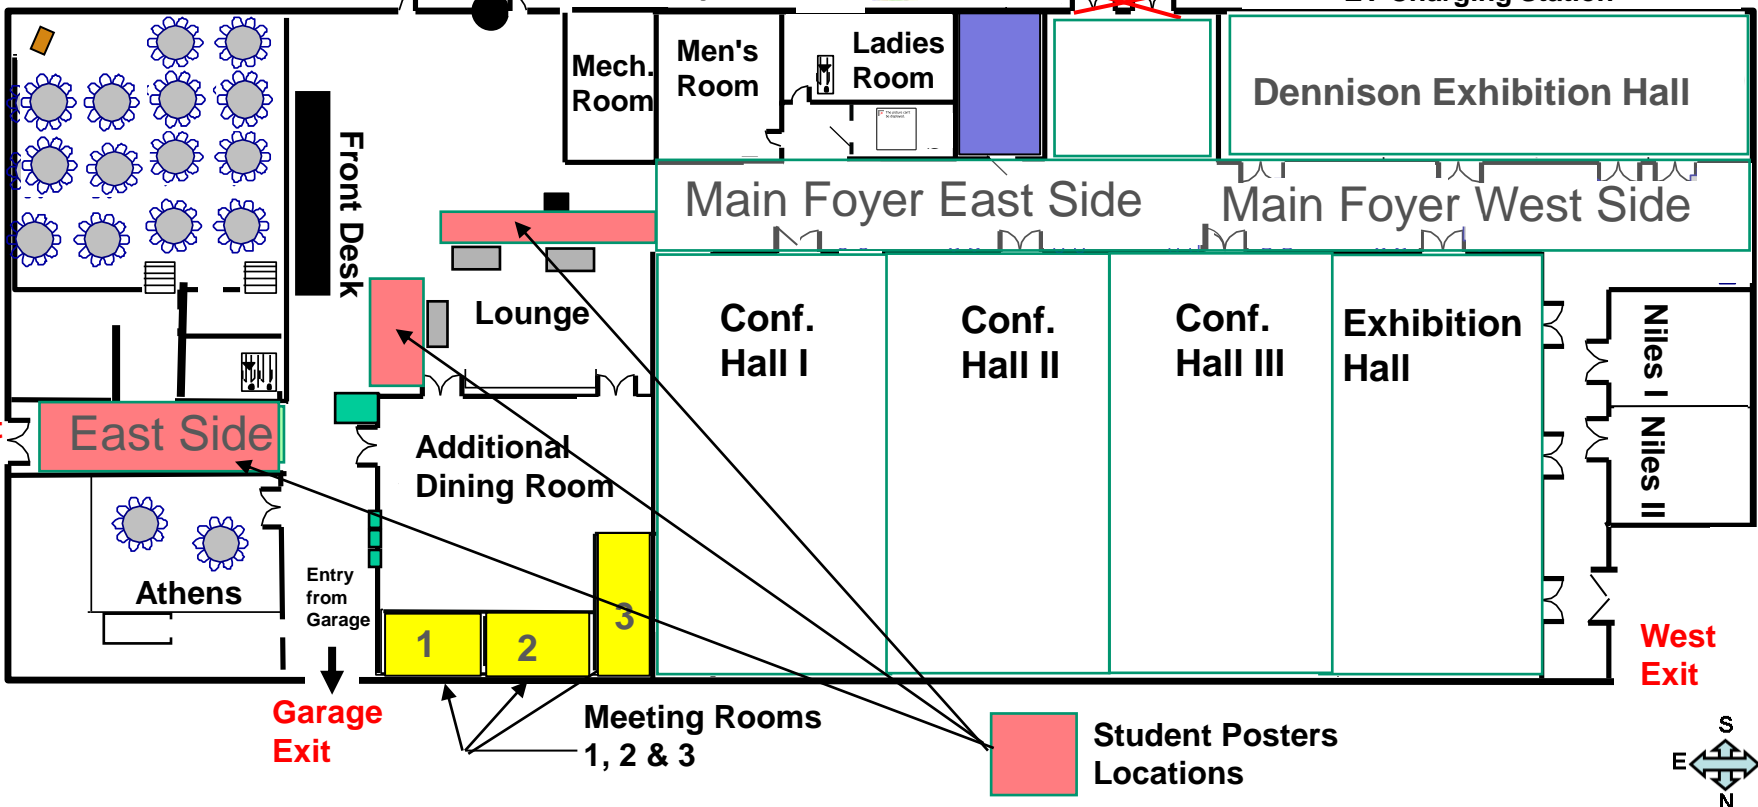 EV Charging Station
Mech.
Room
Men's
Room
Ladies
Room
Dennison Exhibition Hall
Front Desk
Main Foyer East Side
Main Foyer West Side
Lounge
Conf.
Hall I
Conf.
Hall II
Conf.
Hall III
Exhibition
Hall
Niles I
Niles II
East Side
Additional
Dining Room
Athens
Entry
from
Garage
1
2
3
Garage
Exit
West
Exit
Meeting Rooms
1, 2 & 3
Student Posters
Locations
S
E
N